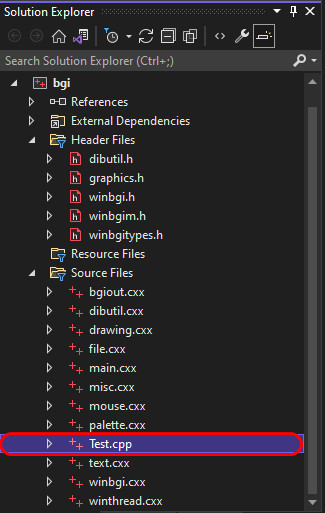 Solution Explorer
Search Solution Explorer (Ctrl+;)
bgi
References
External Dependencies
Header Files
dibutil.h
graphics.h
winbgi.h
winbgim.h
winbgitypes.h
Resource Files
Source Files
bgiout.cxx
dibutil.cxx
drawing.cxx
file.cxx
main.cxx
misc.cxx
mouse.cxx
palette.cxx
Test.cpp
text.cxx
winbgi.cxx
winthread.cxx